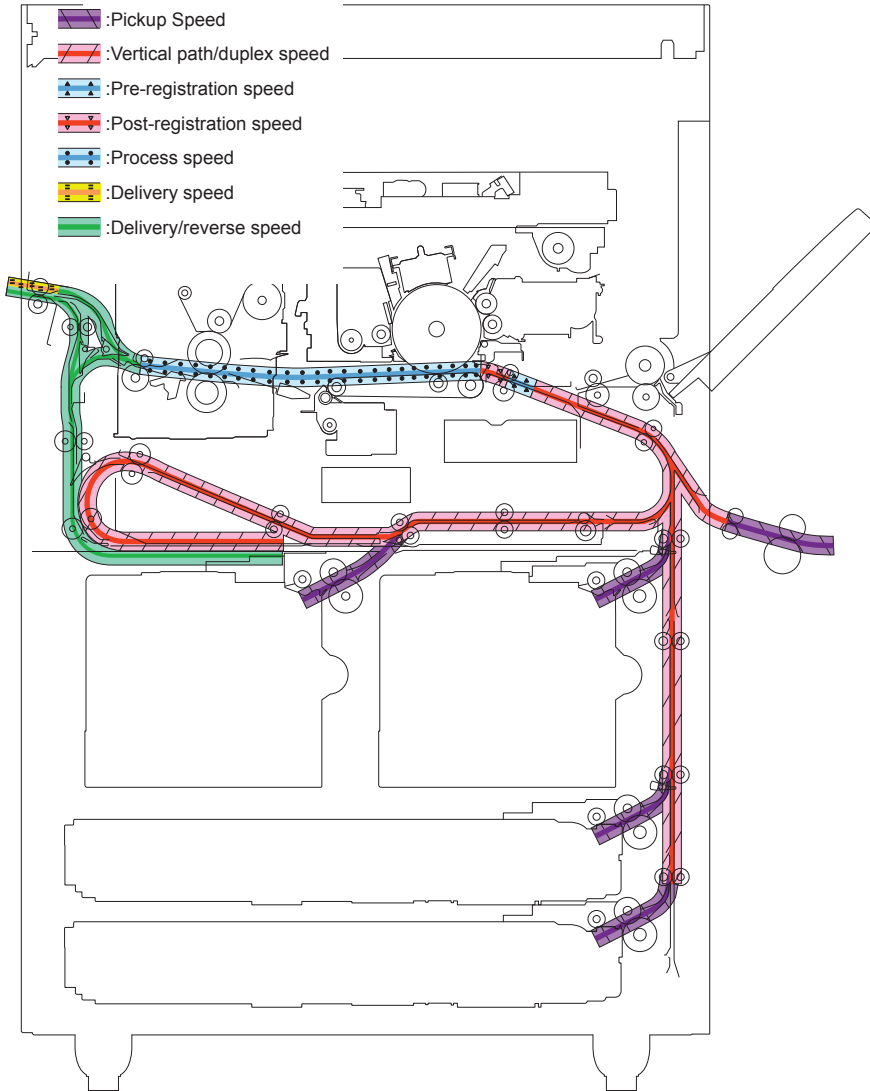 :Pickup Speed
:Vertical path/duplex speed
:Pre-registration speed
:Post-registration speed
:Process speed
:Delivery speed
:Delivery/reverse speed